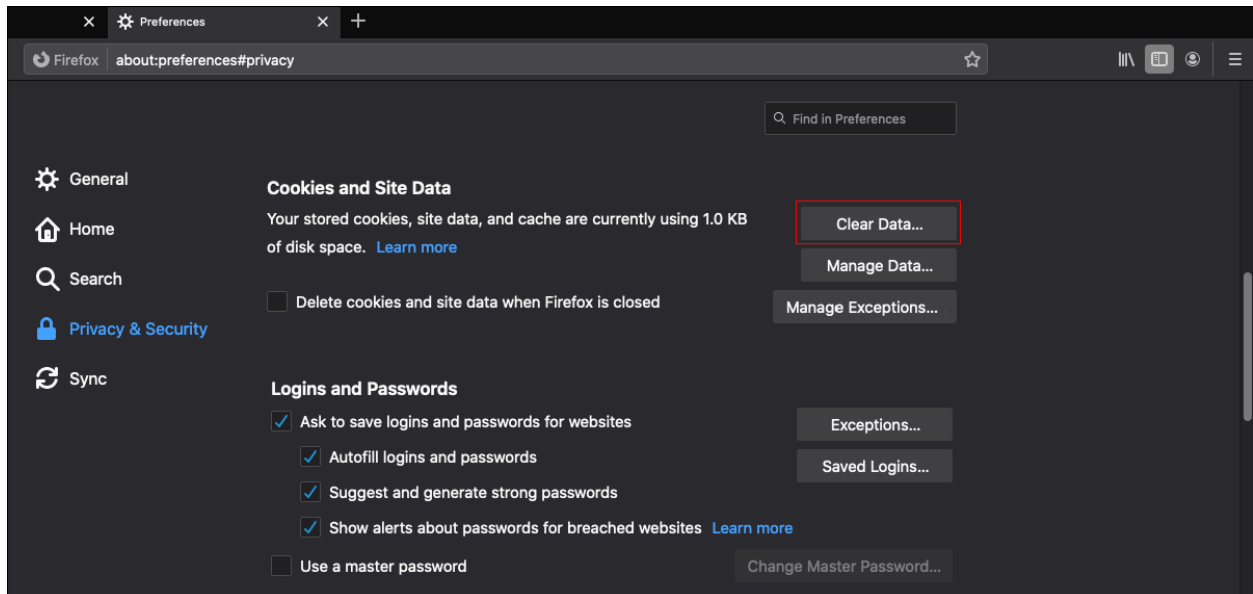 Preferences
Firefox about:preferences#privacy
Find in Preferences
General
Home
Search
Privacy & Security
Sync
Cookies and Site Data
Your stored cookies, site data, and cache are currently using 1.0 KB
of disk space. Learn more
Clear Data...
Manage Data...
Delete cookies and site data when Firefox is closed
Manage Exceptions...
Logins and Passwords
Ask to save logins and passwords for websites
Exceptions...
Autofill logins and passwords
Saved Logins...
Suggest and generate strong passwords
Show alerts about passwords for breached websites Learn more
Use a master password
Change Master Password...